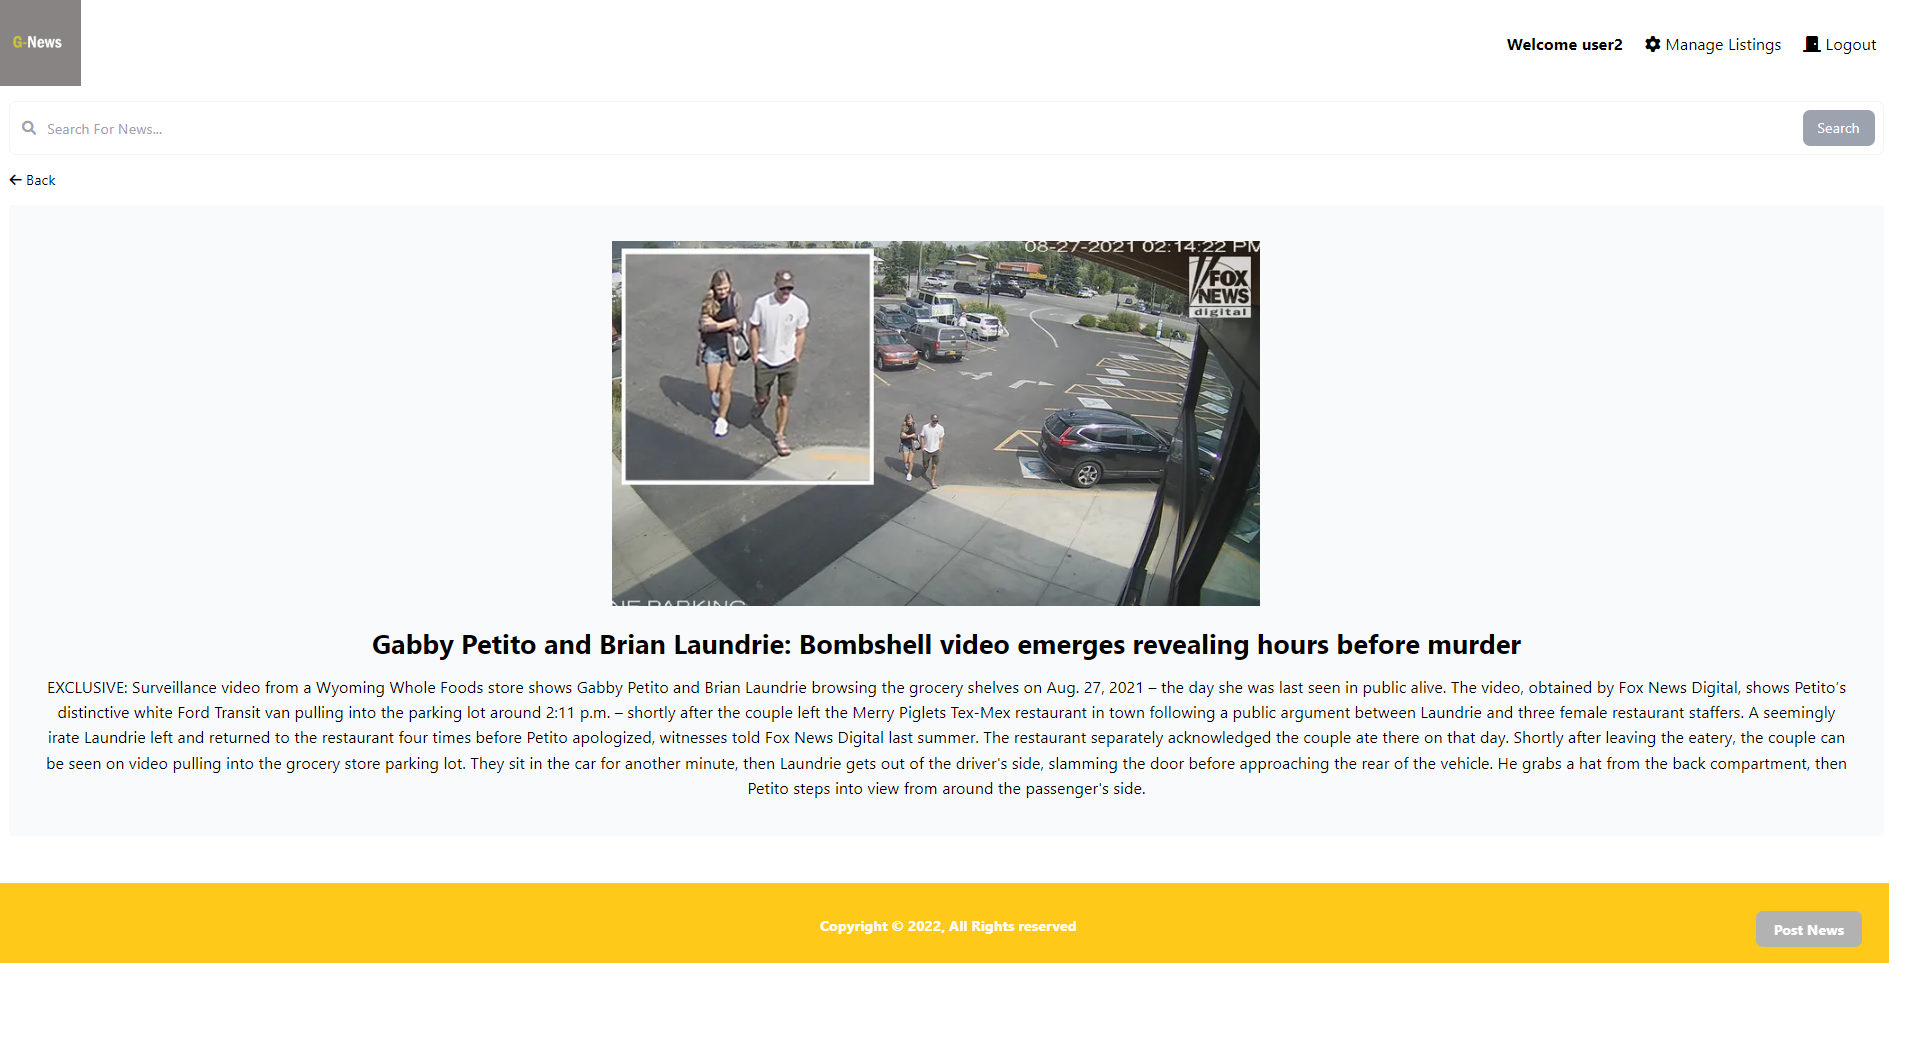 G-News
Welcome user2 Manage Listings Logout
Search For News... Search
Back
08-27-2021 02:14:22 PM
FOX
NEWS
digital
NE PARKING
Gabby Petito and Brian Laundrie: Bombshell video emerges revealing hours before murder
EXCLUSIVE: Surveillance video from a Wyoming Whole Foods store shows Gabby Petito and Brian Laundrie browsing the grocery shelves on Aug. 27, 2021 – the day she was last seen in public alive. The video, obtained by Fox News Digital, shows Petito's
distinctive white Ford Transit van pulling into the parking lot around 2:11 p.m. – shortly after the couple left the Merry Piglets Tex-Mex restaurant in town following a public argument between Laundrie and three female restaurant staffers. A seemingly
irate Laundrie left and returned to the restaurant four times before Petito apologized, witnesses told Fox News Digital last summer. The restaurant separately acknowledged the couple ate there on that day. Shortly after leaving the eatery, the couple can
be seen on video pulling into the grocery store parking lot. They sit in the car for another minute, then Laundrie gets out of the driver's side, slamming the door before approaching the rear of the vehicle. He grabs a hat from the back compartment, then
Petito steps into view from around the passenger's side.
Copyright © 2022, All Rights reserved
Post News